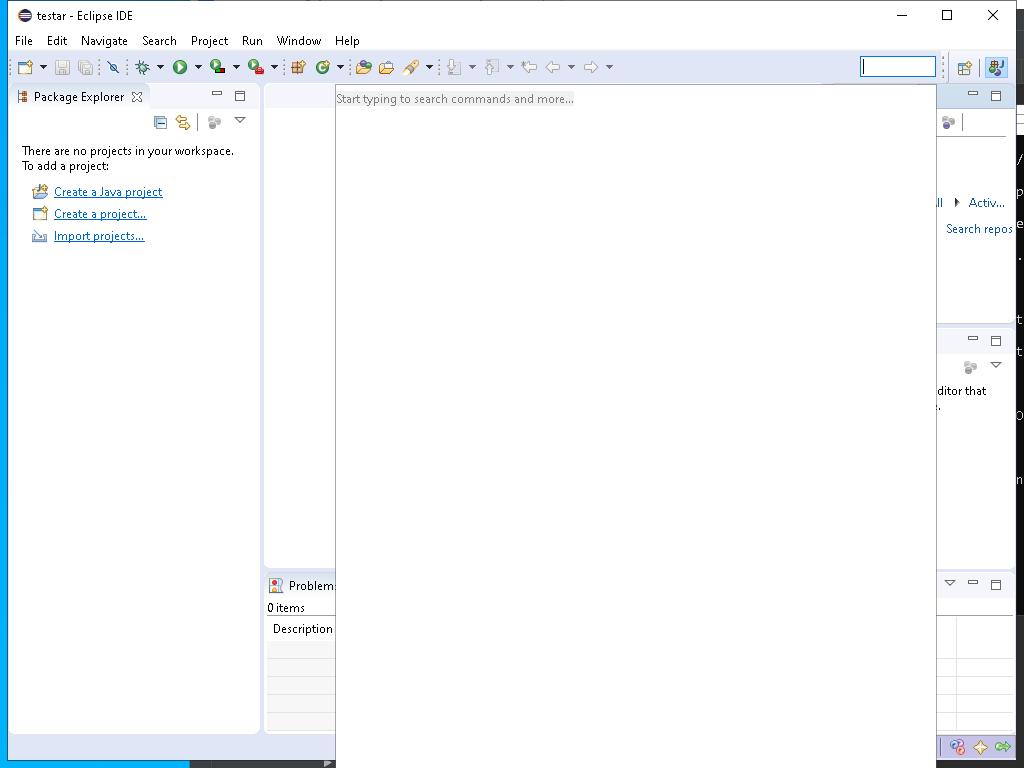 testar - Eclipse IDE
File Edit Navigate Search Project Run Window Help
Package Explorer
Start typing to search commands and more...
There are no projects in your workspace.
To add a project:
Create a Java project
Create a project...
Import projects...
Activ...
Search repos
ditor that
0 items
Description